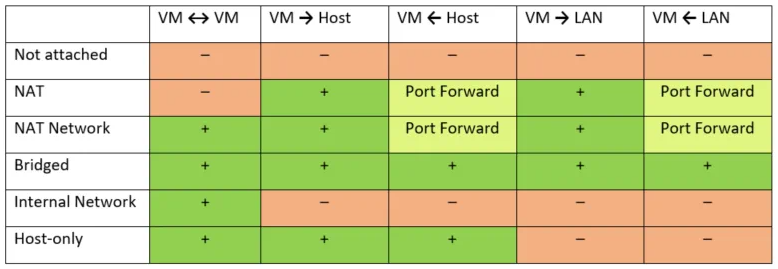 VM ↔ VM VM → Host VM ← Host VM → LAN VM ← LAN
Not attached – – – – –
NAT – + Port Forward + Port Forward
NAT Network + + Port Forward + Port Forward
Bridged + + + + +
Internal Network + – – – –
Host-only + + + – –